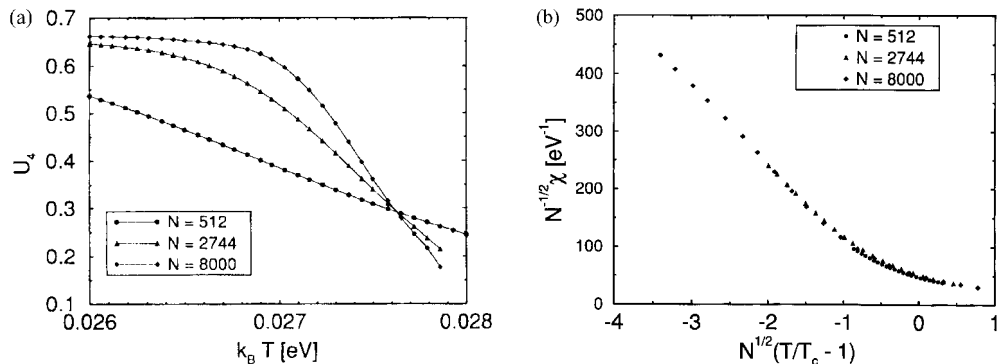 (a)
0.7
0.6
0.5
0.4
0.3
0.2
0.1
U₄
N = 512
N = 2744
N = 8000
0.026
0.027
0.028
k_B T [eV]
(b)
500
400
300
200
100
0
N⁻¹/²χ [eV⁻¹]
N = 512
N = 2744
N = 8000
-4
-3
-2
-1
0
1
N¹/²(T/T_c - 1)